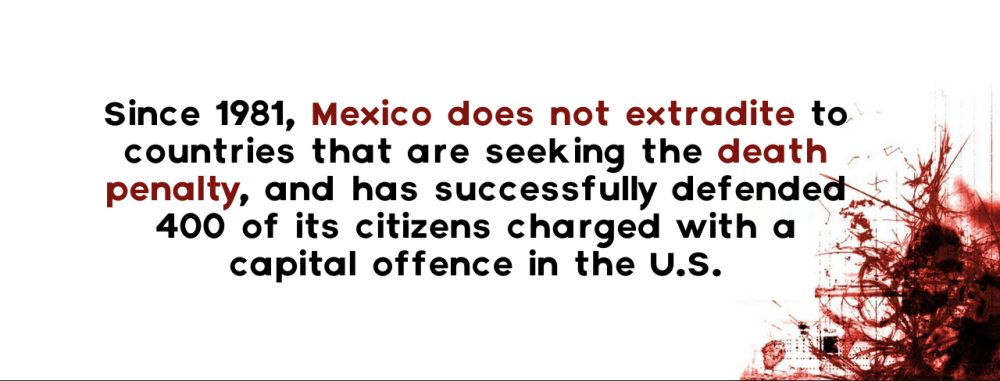 Since 1981, Mexico does not extradite to
countries that are seeking the death
penalty, and has successfully defended
400 of its citizens charged with a
capital offence in the U.S.